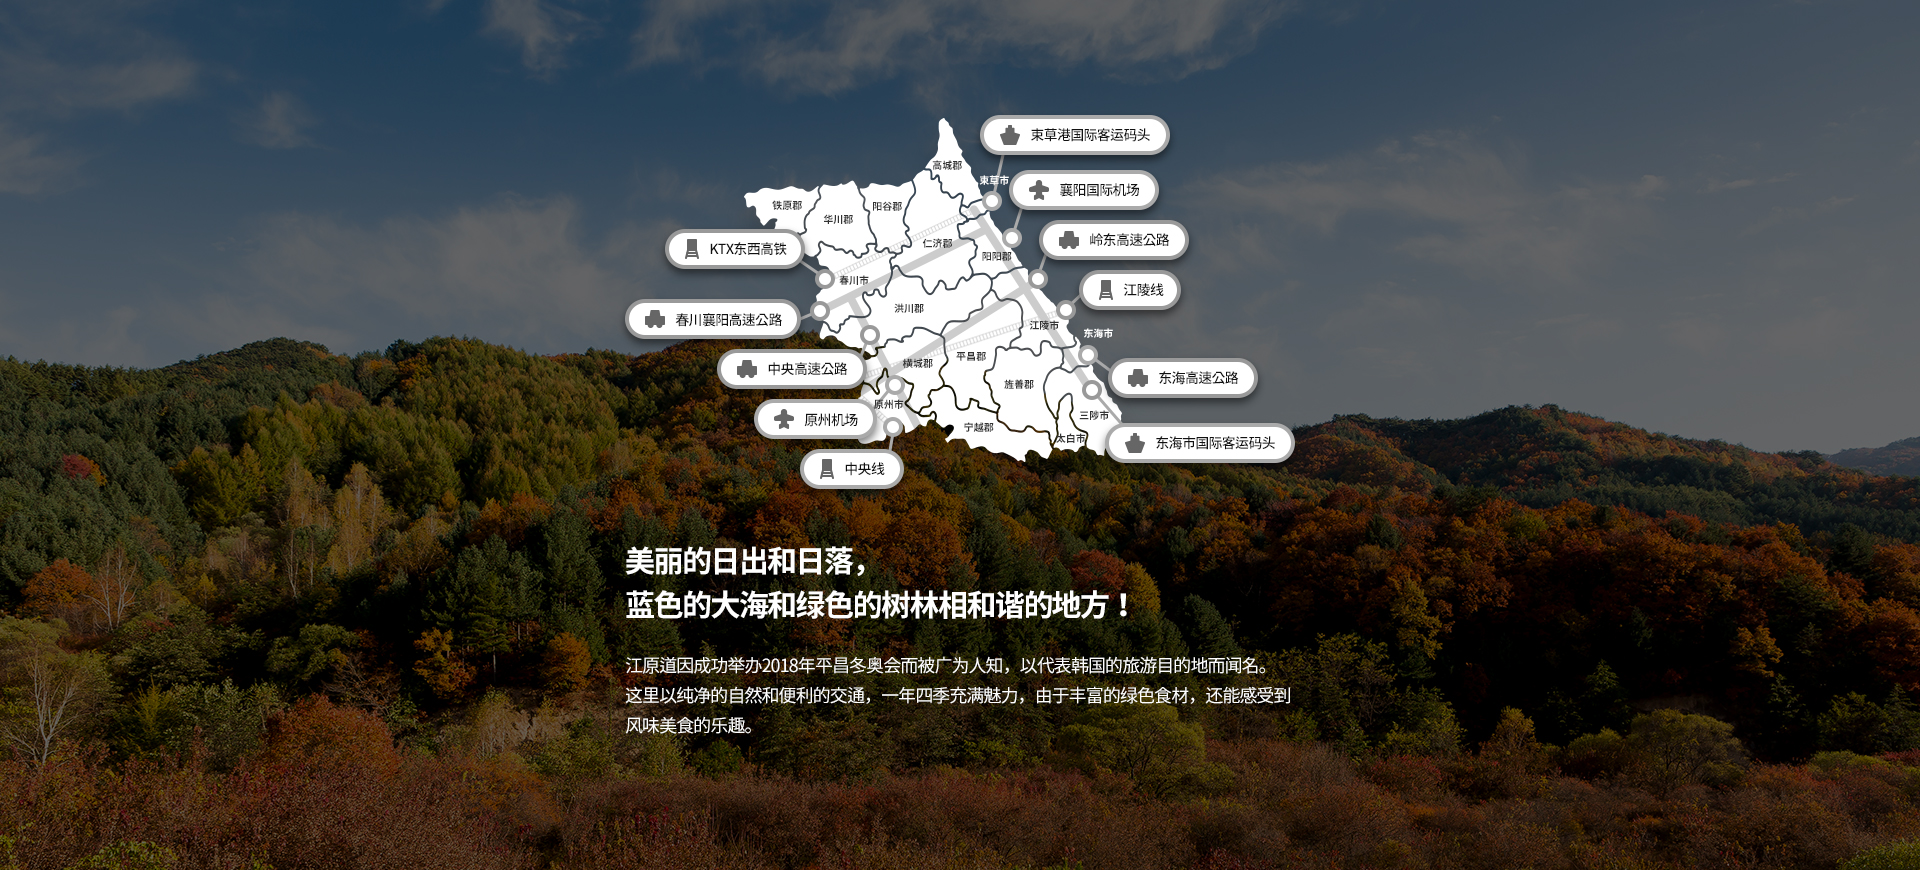 束草港国际客运码头
高城郡
束草市
襄阳国际机场
铁原郡
华川郡
阳谷郡
岭东高速公路
KTX东西高铁
仁济郡
阳阳郡
春川市
江陵线
春川襄阳高速公路
洪川郡
江陵市
东海市
中央高速公路
横城郡
平昌郡
东海高速公路
旌善郡
原州机场
原州市
三陟市
宁越郡
太白市
东海市国际客运码头
中央线
美丽的日出和日落，
蓝色的大海和绿色的树林相和谐的地方！
江原道因成功举办2018年平昌冬奥会而被广为人知，以代表韩国的旅游目的地而闻名。
这里以纯净的自然和便利的交通，一年四季充满魅力，由于丰富的绿色食材，还能感受到
风味美食的乐趣。